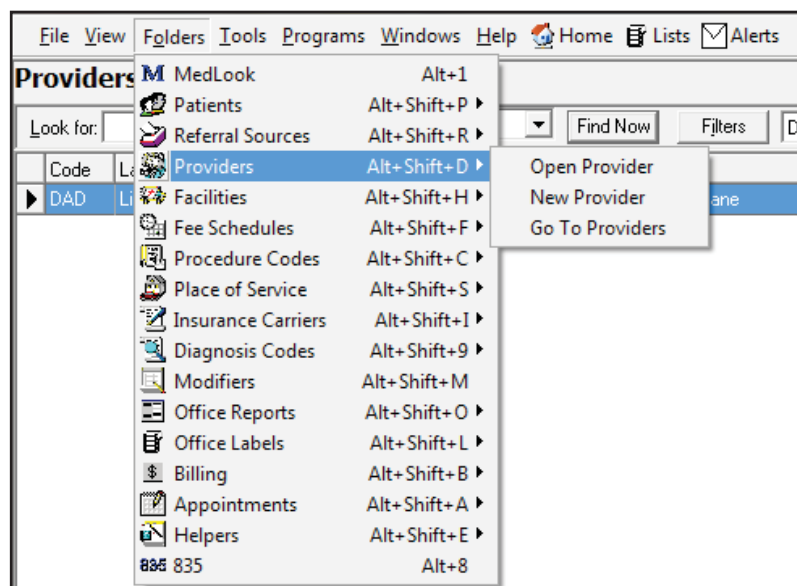 File View Folders Tools Programs Windows Help Home Lists Alerts
Providers
MedLook Alt+1
Patients Alt+Shift+P
Look for: Find Now Filters D
Referral Sources Alt+Shift+R
Code La Providers Alt+Shift+D Open Provider
DAD Li Facilities Alt+Shift+H New Provider ane
Fee Schedules Alt+Shift+F Go To Providers
Procedure Codes Alt+Shift+C
Place of Service Alt+Shift+S
Insurance Carriers Alt+Shift+I
Diagnosis Codes Alt+Shift+9
Modifiers Alt+Shift+M
Office Reports Alt+Shift+O
Office Labels Alt+Shift+L
$ Billing Alt+Shift+B
Appointments Alt+Shift+A
Helpers Alt+Shift+E
835 835 Alt+8